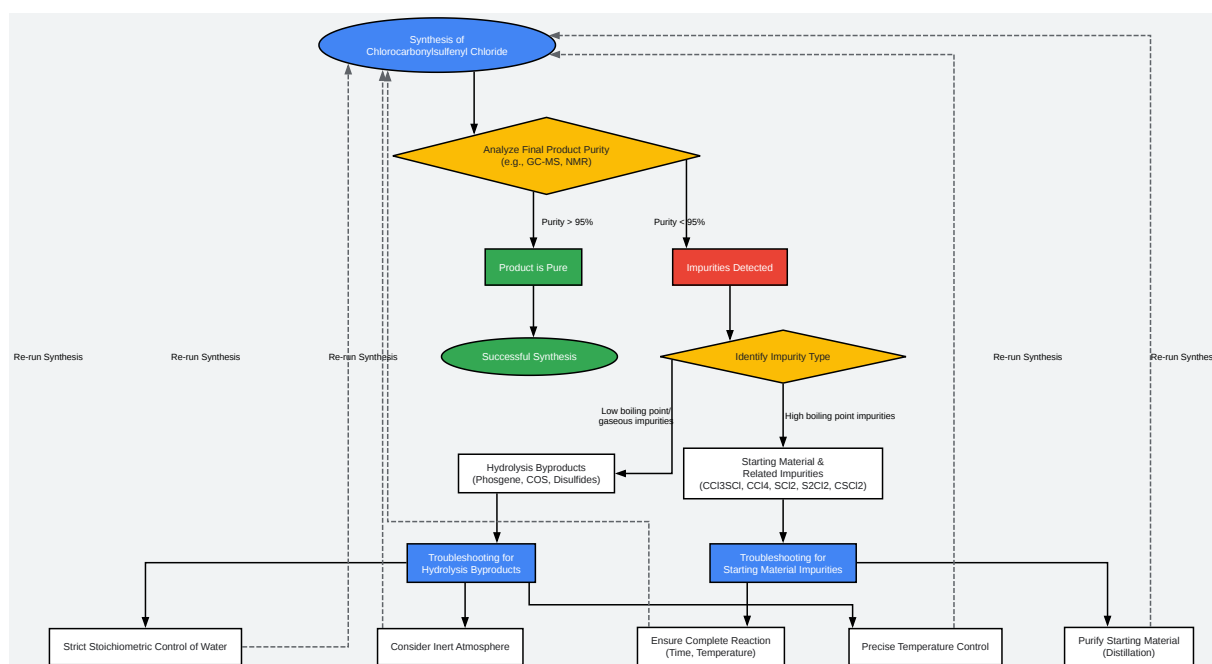 Synthesis of
Chlorocarbonylsulfenyl Chloride
Analyze Final Product Purity
(e.g., GC-MS, NMR)
Purity > 95%
Purity < 95%
Product is Pure
Impurities Detected
Re-run Synthesis
Re-run Synthesis
Re-run Synthesis
Successful Synthesis
Identify Impurity Type
Re-run Synthesis
Re-run Synthes
Low boiling point/
gaseous impurities
High boiling point impurities
Hydrolysis Byproducts
(Phosgene, COS, Disulfides)
Starting Material &
Related Impurities
(CCl3SCl, CCl4, SCl2, S2Cl2, CSCl2)
Troubleshooting for
Hydrolysis Byproducts
Troubleshooting for
Starting Material Impurities
Strict Stoichiometric Control of Water
Consider Inert Atmosphere
Ensure Complete Reaction
(Time, Temperature)
Precise Temperature Control
Purify Starting Material
(Distillation)